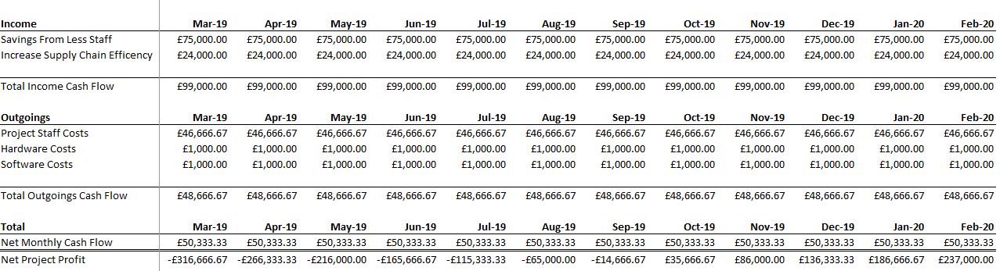 Income Mar-19 Apr-19 May-19 Jun-19 Jul-19 Aug-19 Sep-19 Oct-19 Nov-19 Dec-19 Jan-20 Feb-20
Savings From Less Staff £75,000.00 £75,000.00 £75,000.00 £75,000.00 £75,000.00 £75,000.00 £75,000.00 £75,000.00 £75,000.00 £75,000.00 £75,000.00 £75,000.00
Increase Supply Chain Efficency £24,000.00 £24,000.00 £24,000.00 £24,000.00 £24,000.00 £24,000.00 £24,000.00 £24,000.00 £24,000.00 £24,000.00 £24,000.00 £24,000.00
Total Income Cash Flow £99,000.00 £99,000.00 £99,000.00 £99,000.00 £99,000.00 £99,000.00 £99,000.00 £99,000.00 £99,000.00 £99,000.00 £99,000.00 £99,000.00
Outgoings Mar-19 Apr-19 May-19 Jun-19 Jul-19 Aug-19 Sep-19 Oct-19 Nov-19 Dec-19 Jan-20 Feb-20
Project Staff Costs £46,666.67 £46,666.67 £46,666.67 £46,666.67 £46,666.67 £46,666.67 £46,666.67 £46,666.67 £46,666.67 £46,666.67 £46,666.67 £46,666.67
Hardware Costs £1,000.00 £1,000.00 £1,000.00 £1,000.00 £1,000.00 £1,000.00 £1,000.00 £1,000.00 £1,000.00 £1,000.00 £1,000.00 £1,000.00
Software Costs £1,000.00 £1,000.00 £1,000.00 £1,000.00 £1,000.00 £1,000.00 £1,000.00 £1,000.00 £1,000.00 £1,000.00 £1,000.00 £1,000.00
Total Outgoings Cash Flow £48,666.67 £48,666.67 £48,666.67 £48,666.67 £48,666.67 £48,666.67 £48,666.67 £48,666.67 £48,666.67 £48,666.67 £48,666.67 £48,666.67
Total Mar-19 Apr-19 May-19 Jun-19 Jul-19 Aug-19 Sep-19 Oct-19 Nov-19 Dec-19 Jan-20 Feb-20
Net Monthly Cash Flow £50,333.33 £50,333.33 £50,333.33 £50,333.33 £50,333.33 £50,333.33 £50,333.33 £50,333.33 £50,333.33 £50,333.33 £50,333.33 £50,333.33
Net Project Profit -£316,666.67 -£266,333.33 -£216,000.00 -£165,666.67 -£115,333.33 -£65,000.00 -£14,666.67 £35,666.67 £86,000.00 £136,333.33 £186,666.67 £237,000.00